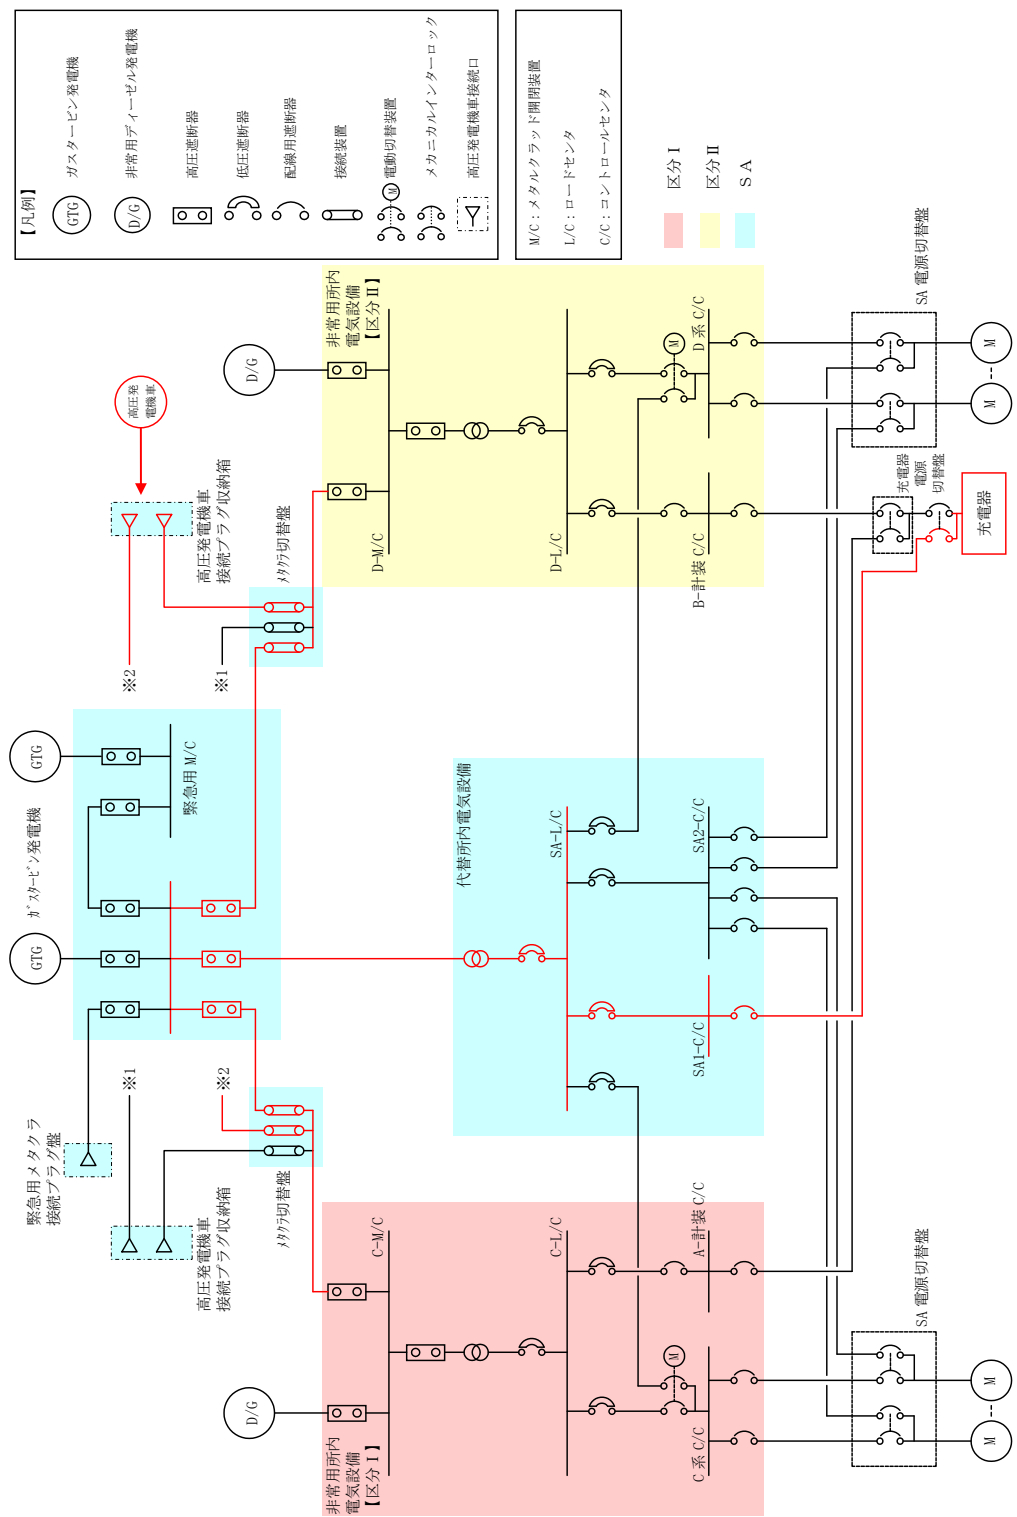 【凡例】
GTG
ガスタービン発電機
D/G
非常用ディーゼル発電機
高圧遮断器
低圧遮断器
配線用遮断器
接続装置
M
電動切替装置
メカニカルインターロック
高圧発電機車接続口
M/C：メタルクラッド開閉装置
L/C：ロードセンタ
C/C：コントロールセンタ
区分Ⅰ
区分Ⅱ
ＳＡ
緊急用メタクラ
接続プラグ盤
GTG
ｶﾞｽﾀｰﾋﾞﾝ発電機
GTG
緊急用 M/C
高圧発電機車
接続プラグ収納箱
※1
※2
※2
※1
高圧発
電機車
高圧発電機車
接続プラグ収納箱
ﾒﾀｸﾗ切替盤
ﾒﾀｸﾗ切替盤
D/G
非常用所内
電気設備
【区分Ⅰ】
C-M/C
C-L/C
M
C 系 C/C
A-計装 C/C
代替所内電気設備
SA-L/C
SA1-C/C
SA2-C/C
D/G
非常用所内
電気設備
【区分Ⅱ】
D-M/C
D-L/C
M
B-計装 C/C
D 系 C/C
SA 電源切替盤
M
M
充電器
電源
切替盤
充電器
SA 電源切替盤
M
M